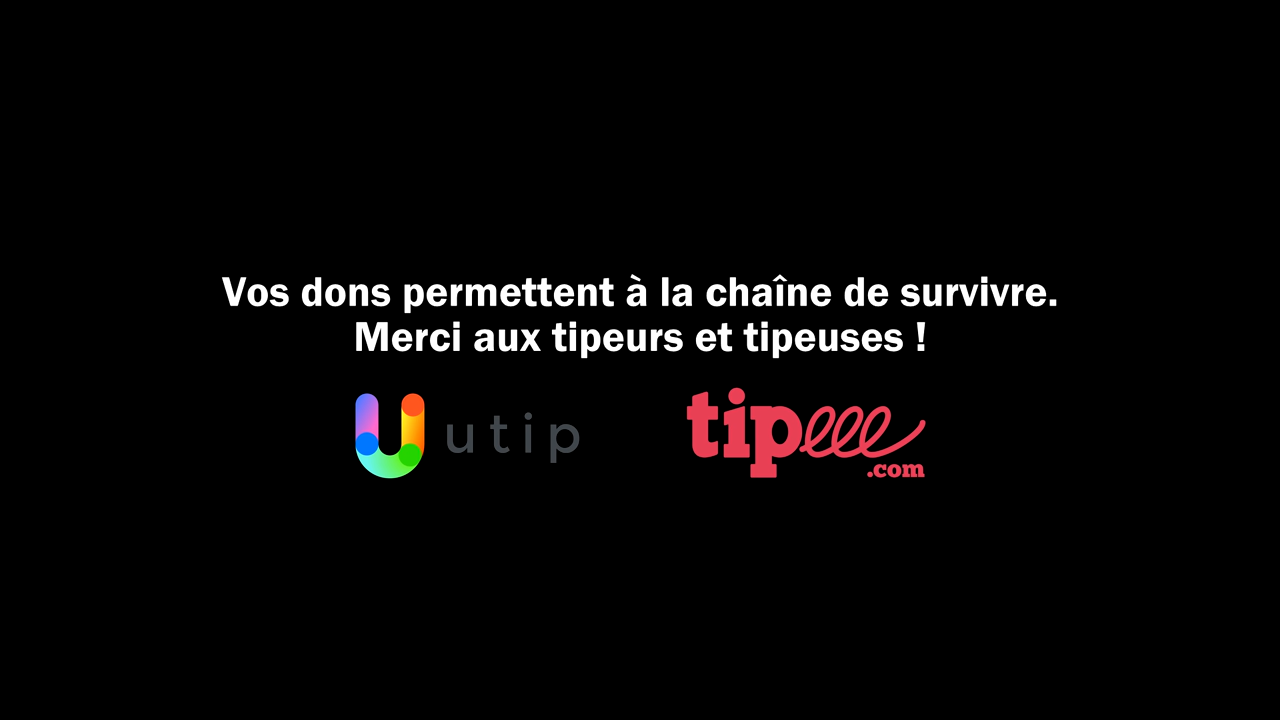 Vos dons permettent à la chaîne de survivre.
Merci aux tipeurs et tipeuses !
utip
tipeee
.com